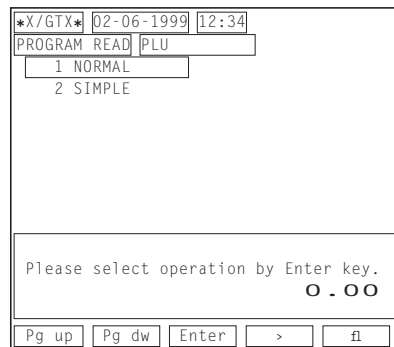 *X/GTX* 02-06-1999 12:34
PROGRAM READ PLU
1 NORMAL
2 SIMPLE
Please select operation by Enter key.
0.00
Pg up Pg dw Enter > fl